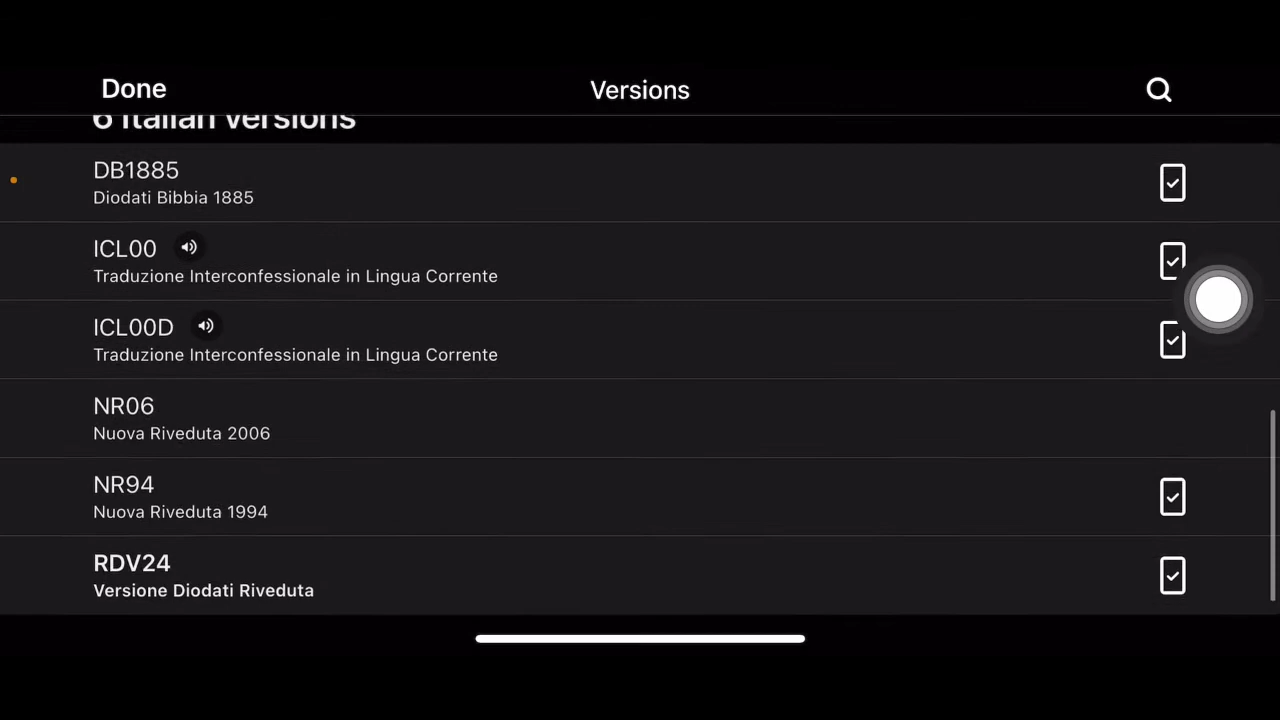 Done
Versions
6 Italian versions
DB1885
Diodati Bibbia 1885
ICL00
Traduzione Interconfessionale in Lingua Corrente
ICL00D
Traduzione Interconfessionale in Lingua Corrente
NR06
Nuova Riveduta 2006
NR94
Nuova Riveduta 1994
RDV24
Versione Diodati Riveduta